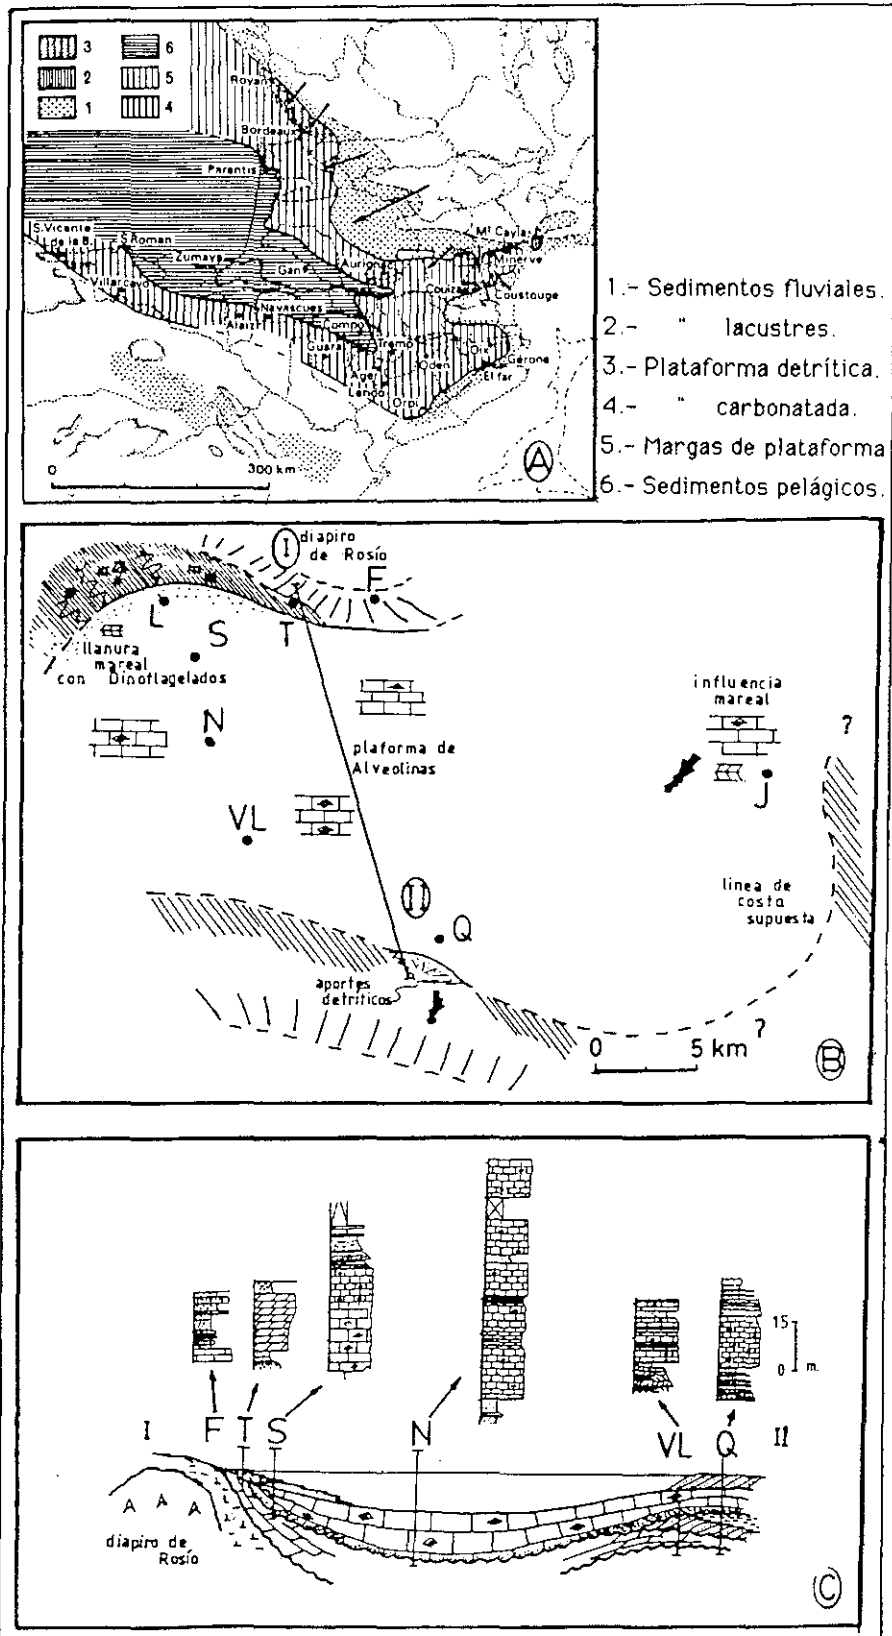 3 6
2 5
1 4
Royan
Bordeaux
Parentis
S.Vicente
de la B.
S.Roman
Zumaya
Gan
Villarcayo
Navascues
Campo
Guara
Tremp
Ager
Orpi
Oden
Oix
Gerone
El far
Couiza
Coustouge
Minerve
Mt Cayla
0 300 km
A
1.- Sedimentos fluviales.
2.- " lacustres.
3.- Plataforma detrítica.
4.- " carbonatada.
5.- Margas de plataforma
6.- Sedimentos pelágicos.
I
diapiro
de Rosío
F
L
S
T
llanura
mareal
con Dinoflagelados
N
plaforma de
Alveolinas
influencia
mareal
?
J
VL
II
Q
linea de
costa
supuesta
aportes
detríticos
0 5 km
?
B
15
0 m.
I F T S N VL Q II
A A A
diapiro de
Rosío
C